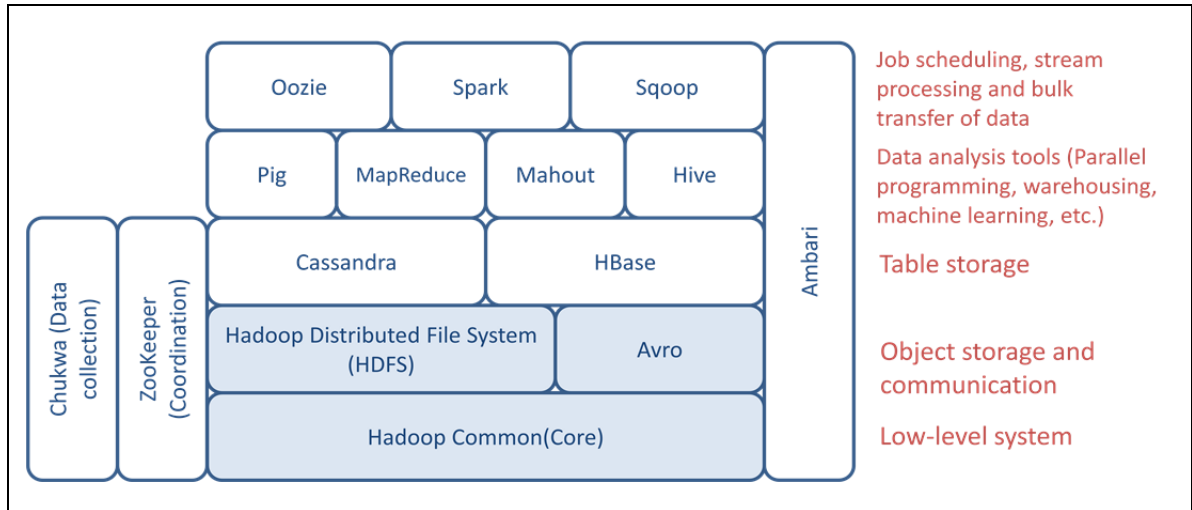 Oozie
Spark
Sqoop
Job scheduling, stream
processing and bulk
transfer of data
Pig
MapReduce
Mahout
Hive
Data analysis tools (Parallel
programming, warehousing,
machine learning, etc.)
Chukwa (Data
collection)
ZooKeeper
(Coordination)
Cassandra
HBase
Ambari
Table storage
Hadoop Distributed File System
(HDFS)
Avro
Object storage and
communication
Hadoop Common(Core)
Low-level system